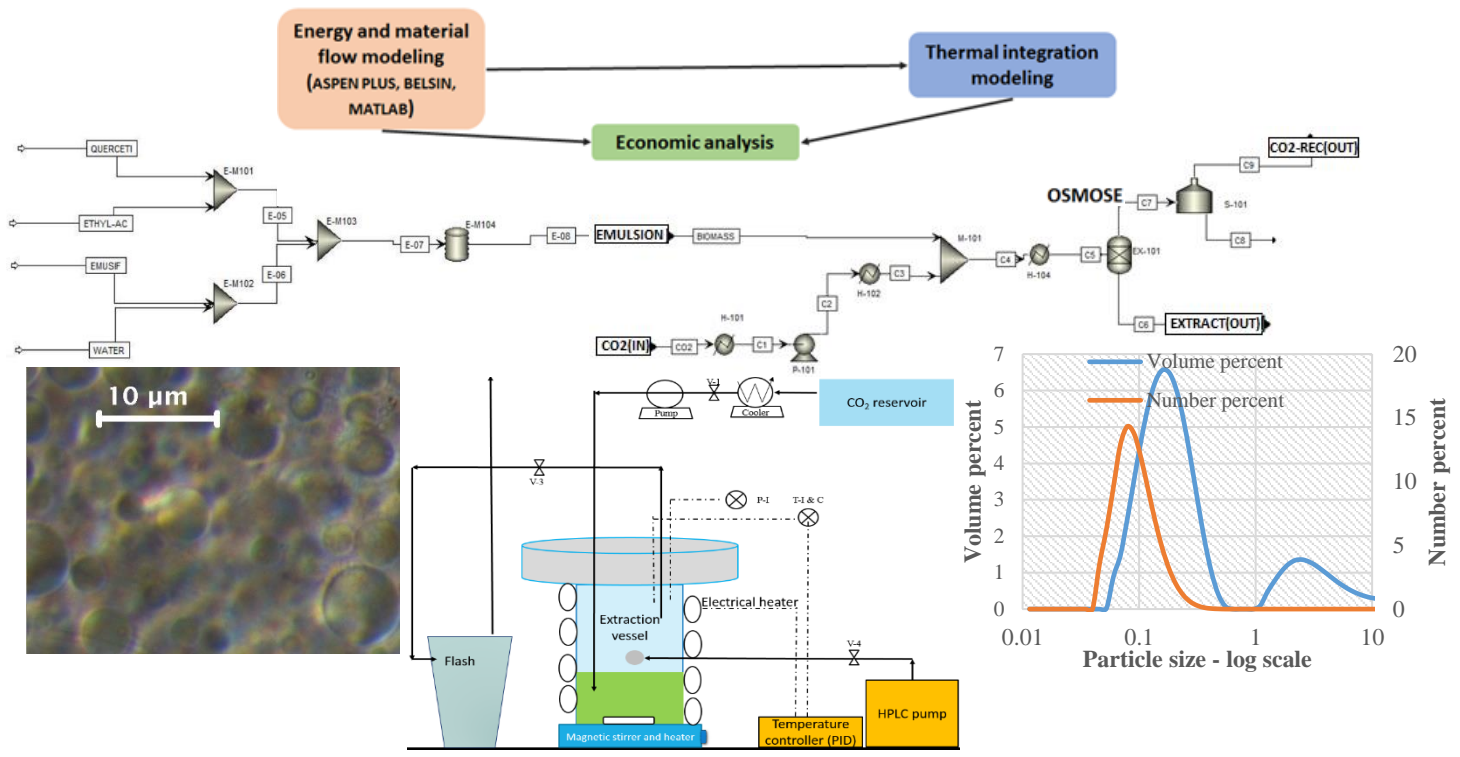 Energy and material
flow modeling
(ASPEN PLUS, BELSIN,
MATLAB)
Thermal integration
modeling
Economic analysis
QUERCETI
E-M101
ETHYL-AC
E-05
E-M103
E-07
E-M104
E-08
EMULSION
BIOMASS
EMUSIF
E-06
E-M102
WATER
CO2(IN)
CO2
H-101
C1
P-101
C2
H-102
C3
M-101
C4
H-104
C5
OSMOSE
EX-101
C7
S-101
C8
C9
CO2-REC(OUT)
C6
EXTRACT(OUT)
10 µm
Pump
V-1
Cooler
CO₂ reservoir
V-3
P-I
T-I & C
Electrical heater
Extraction
vessel
V-4
Flash
HPLC pump
Temperature
controller (PID)
Magnetic stirrer and heater
Volume percent
Number percent
Volume percent
7
6
5
4
3
2
1
0
20
15
10
5
0
Number percent
0.01
0.1
1
10
Particle size - log scale